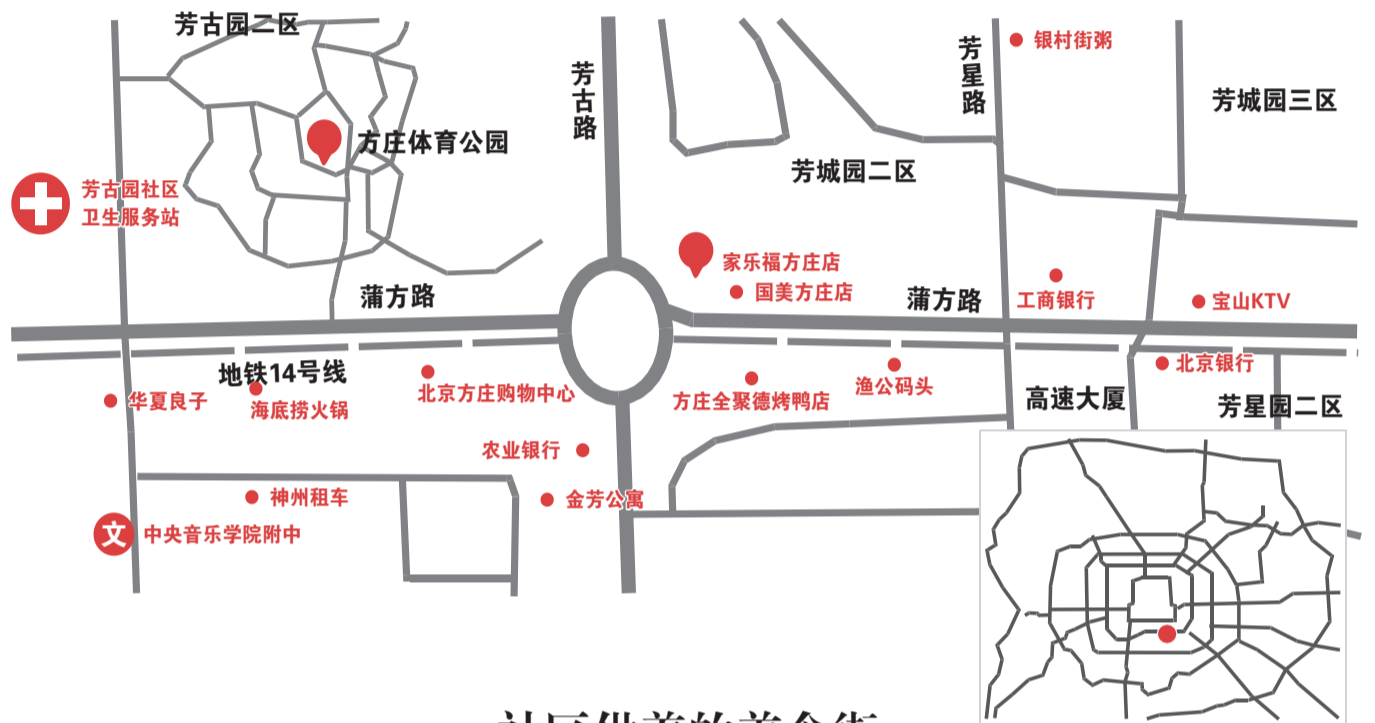 芳古园二区
芳古路
芳星路
银村街粥
芳城园三区
方庄体育公园
芳城园二区
芳古园社区
卫生服务站
家乐福方庄店
国美方庄店
蒲方路
蒲方路
工商银行
宝山KTV
地铁14号线
北京银行
华夏良子
海底捞火锅
北京方庄购物中心
方庄全聚德烤鸭店
渔公码头
高速大厦
芳星园二区
农业银行
神州租车
金芳公寓
文
中央音乐学院附中